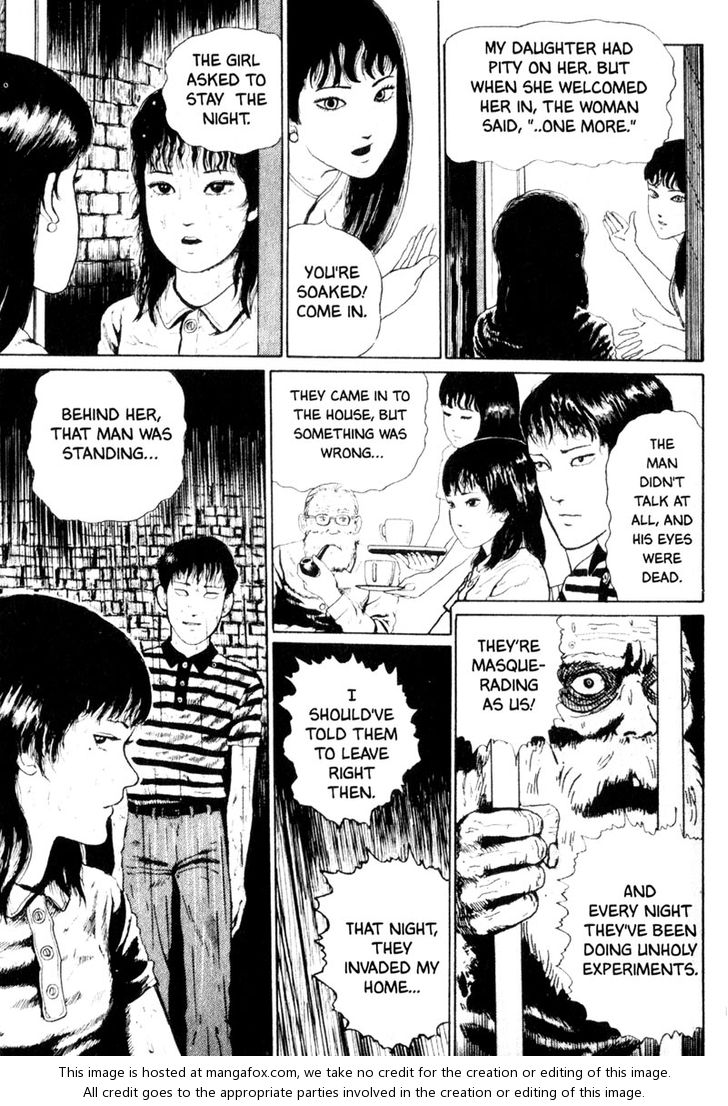 THE GIRL
ASKED TO
STAY THE
NIGHT.
YOU'RE
SOAKED!
COME IN.
MY DAUGHTER HAD
PITY ON HER. BUT
WHEN SHE WELCOMED
HER IN, THE WOMAN
SAID, "..ONE MORE."
BEHIND HER,
THAT MAN WAS
STANDING...
THEY CAME IN TO
THE HOUSE, BUT
SOMETHING WAS
WRONG...
THE
MAN
DIDN'T
TALK AT
ALL, AND
HIS EYES
WERE
DEAD.
I
SHOULD'VE
TOLD THEM
TO LEAVE
RIGHT
THEN.
THAT NIGHT,
THEY
INVADED MY
HOME...
THEY'RE
MASQUE-
RADING
AS US!
AND
EVERY NIGHT
THEY'VE BEEN
DOING UNHOLY
EXPERIMENTS.
This image is hosted at mangafox.com, we take no credit for the creation or editing of this image.
All credit goes to the appropriate parties involved in the creation or editing of this image.